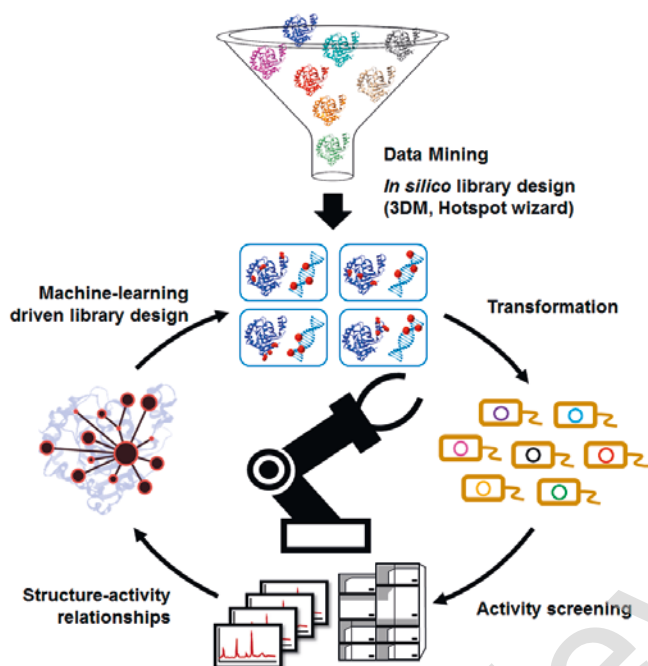 Data Mining
In silico library design
(3DM, Hotspot wizard)
Machine-learning
driven library design
Transformation
Structure-activity
relationships
Activity screening